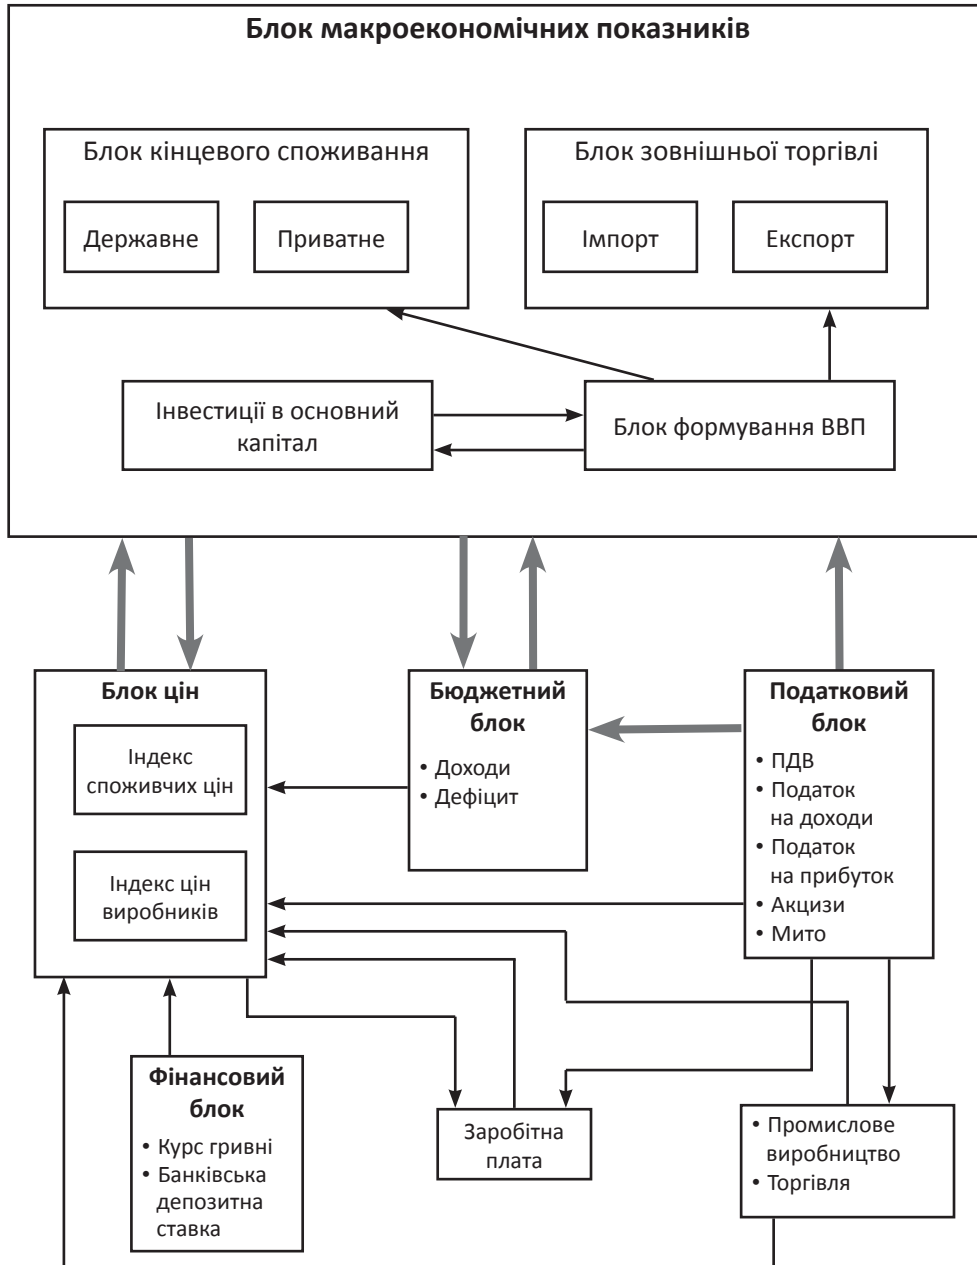 Блок макроекономічних показників
Блок кінцевого споживання
Державне
Приватне
Блок зовнішньої торгівлі
Імпорт
Експорт
Інвестиції в основний
капітал
Блок формування ВВП
Блок цін
Індекс
споживчих цін
Індекс цін
виробників
Бюджетний
блок
• Доходи
• Дефіцит
Податковий
блок
• ПДВ
• Податок
на доходи
• Податок
на прибуток
• Акцизи
• Мито
Фінансовий
блок
• Курс гривні
• Банківська
депозитна
ставка
Заробітна
плата
• Промислове
виробництво
• Торгівля